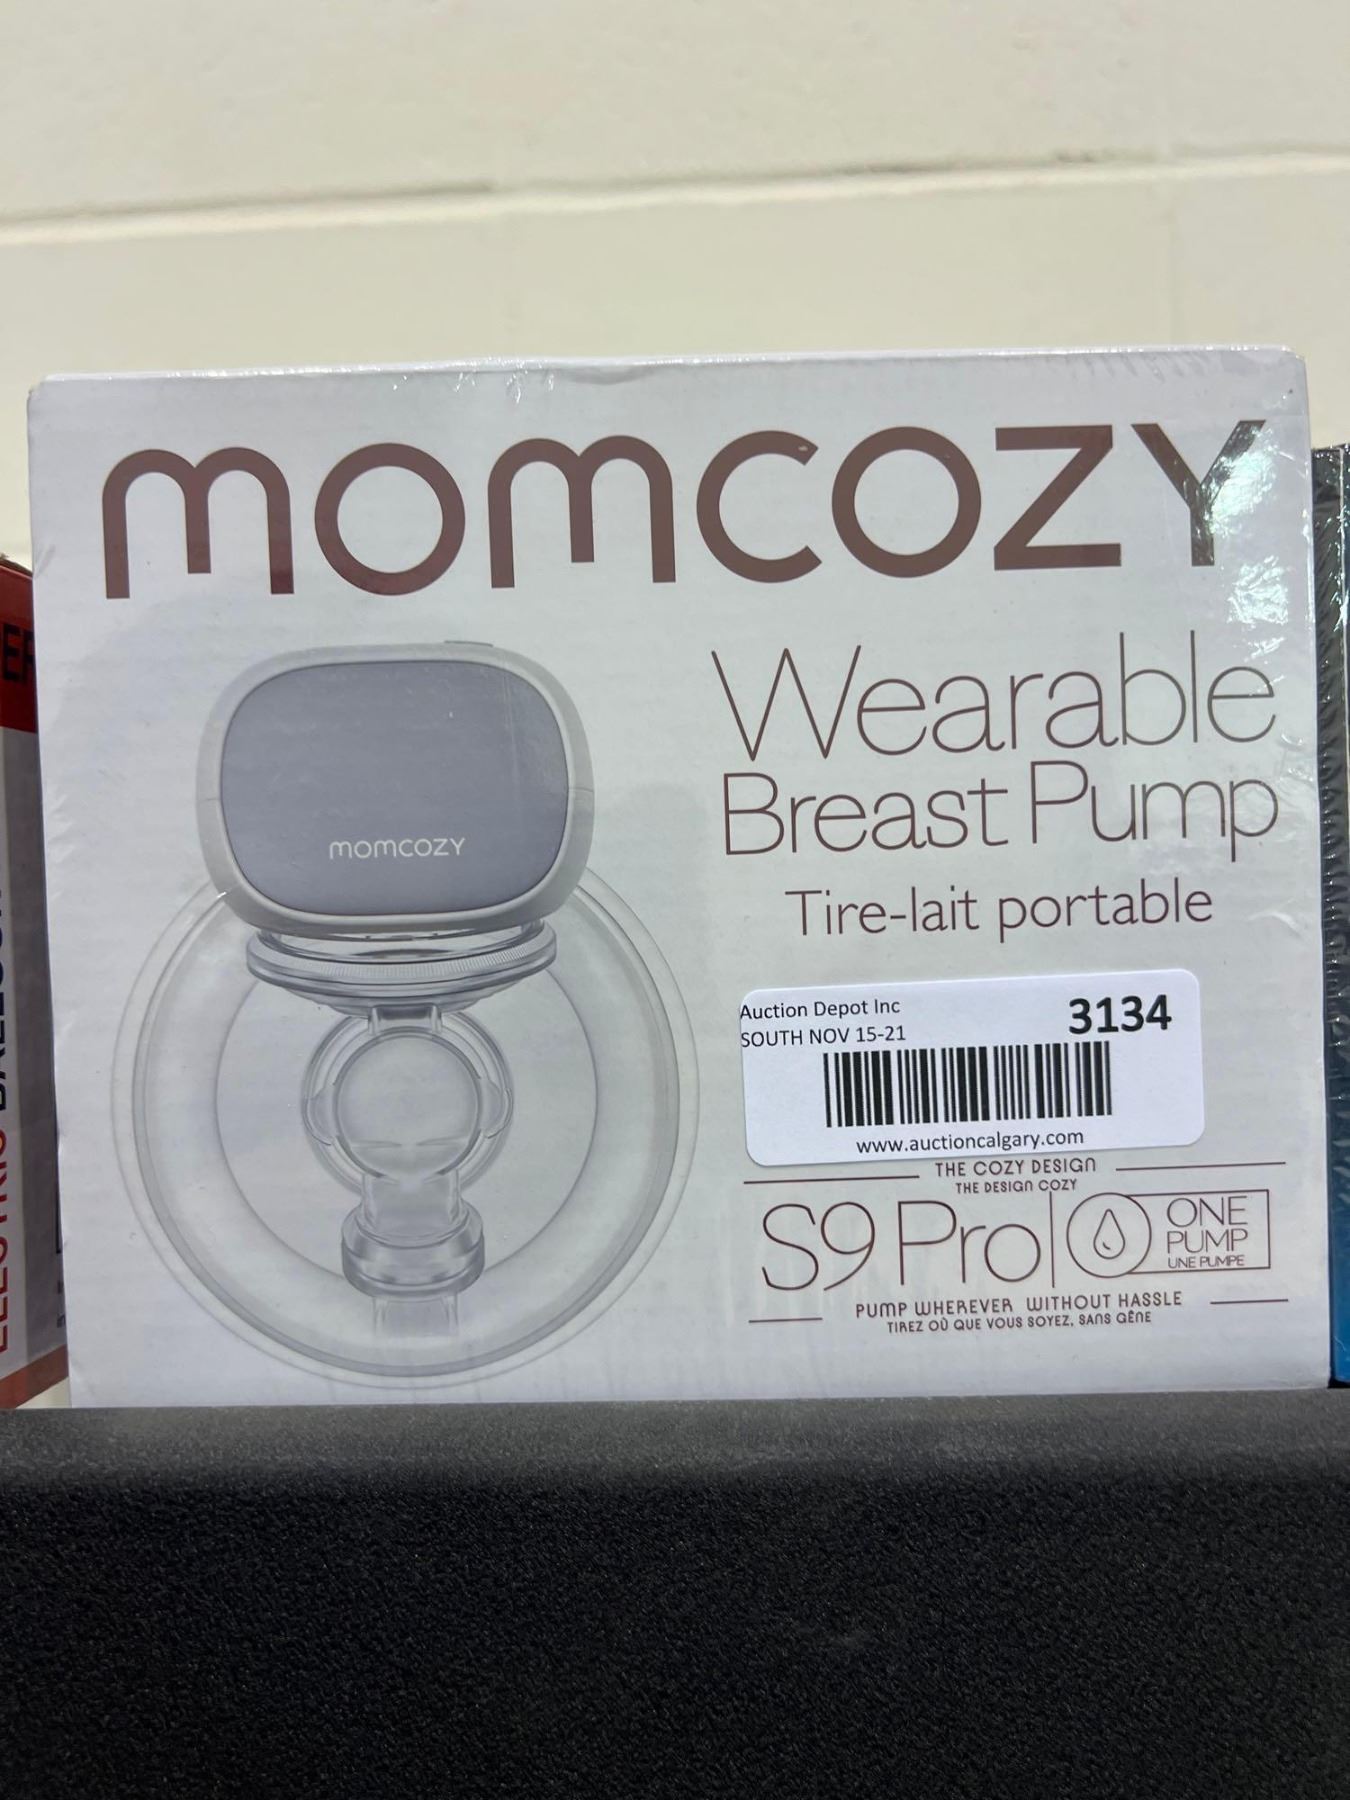 momcozy
Wearable
Breast Pump
Tire-lait portable
momcozy
Auction Depot Inc
3134
SOUTH NOV 15-21
www.auctioncalgary.com
THE COZY DESIGN
THE DESIGN COZY
S9 Pro
ONE
PUMP
UNE PUMPE
PUMP WHEREVER WITHOUT HASSLE
TIREZ OÙ QUE VOUS SOYEZ, SANS GÊNE